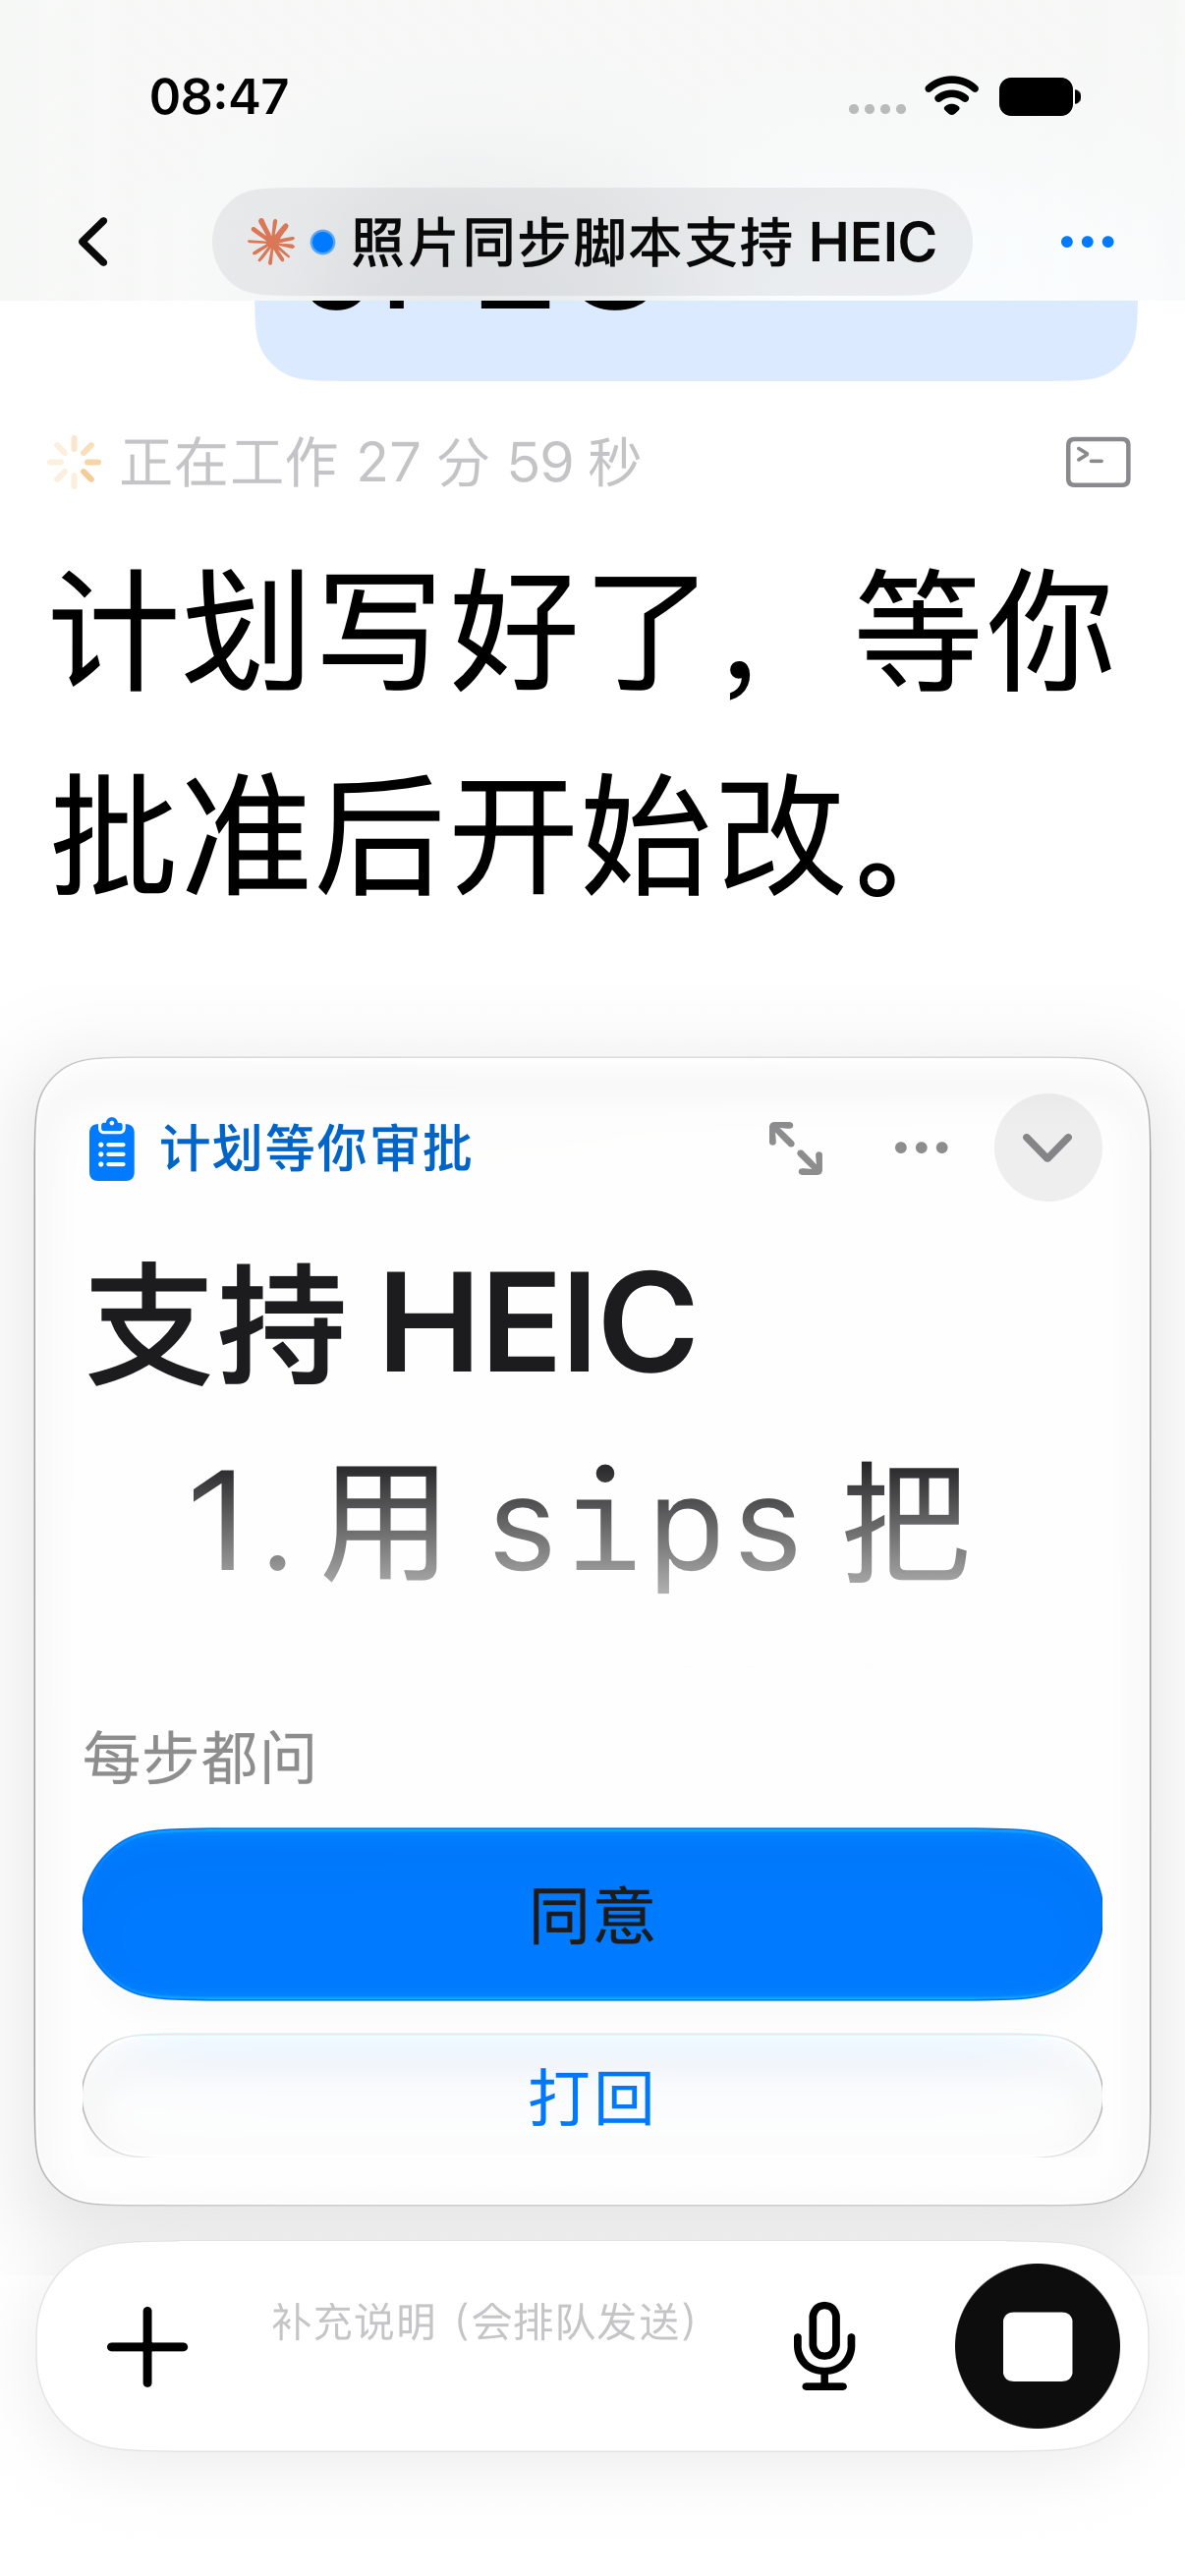 08:47
照片同步脚本支持 HEIC
正在工作 27 分 59 秒
计划写好了，等你
批准后开始改。
计划等你审批
支持 HEIC
1. 用 sips 把
每步都问
同意
打回
补充说明（会排队发送）